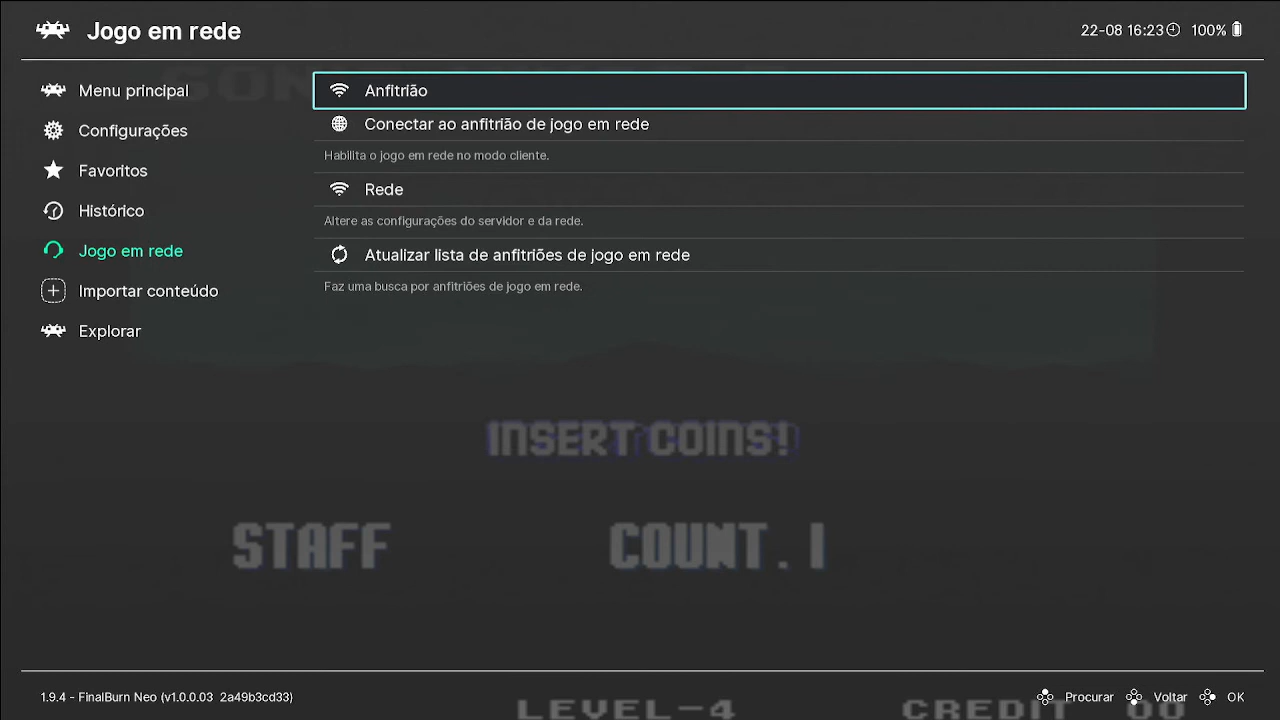 Jogo em rede
22-08 16:23 100%
Menu principal
Configurações
Favoritos
Histórico
Jogo em rede
Importar conteúdo
Explorar
Anfitrião
Conectar ao anfitrião de jogo em rede
Habilita o jogo em rede no modo cliente.
Rede
Altere as configurações do servidor e da rede.
Atualizar lista de anfitriões de jogo em rede
Faz uma busca por anfitriões de jogo em rede.
INSERT COINS!
STAFF COUNT. 1
1.9.4 - FinalBurn Neo (v1.0.0.03 2a49b3cd33)
Procurar Voltar OK
LEVEL-4 CREDIT 00